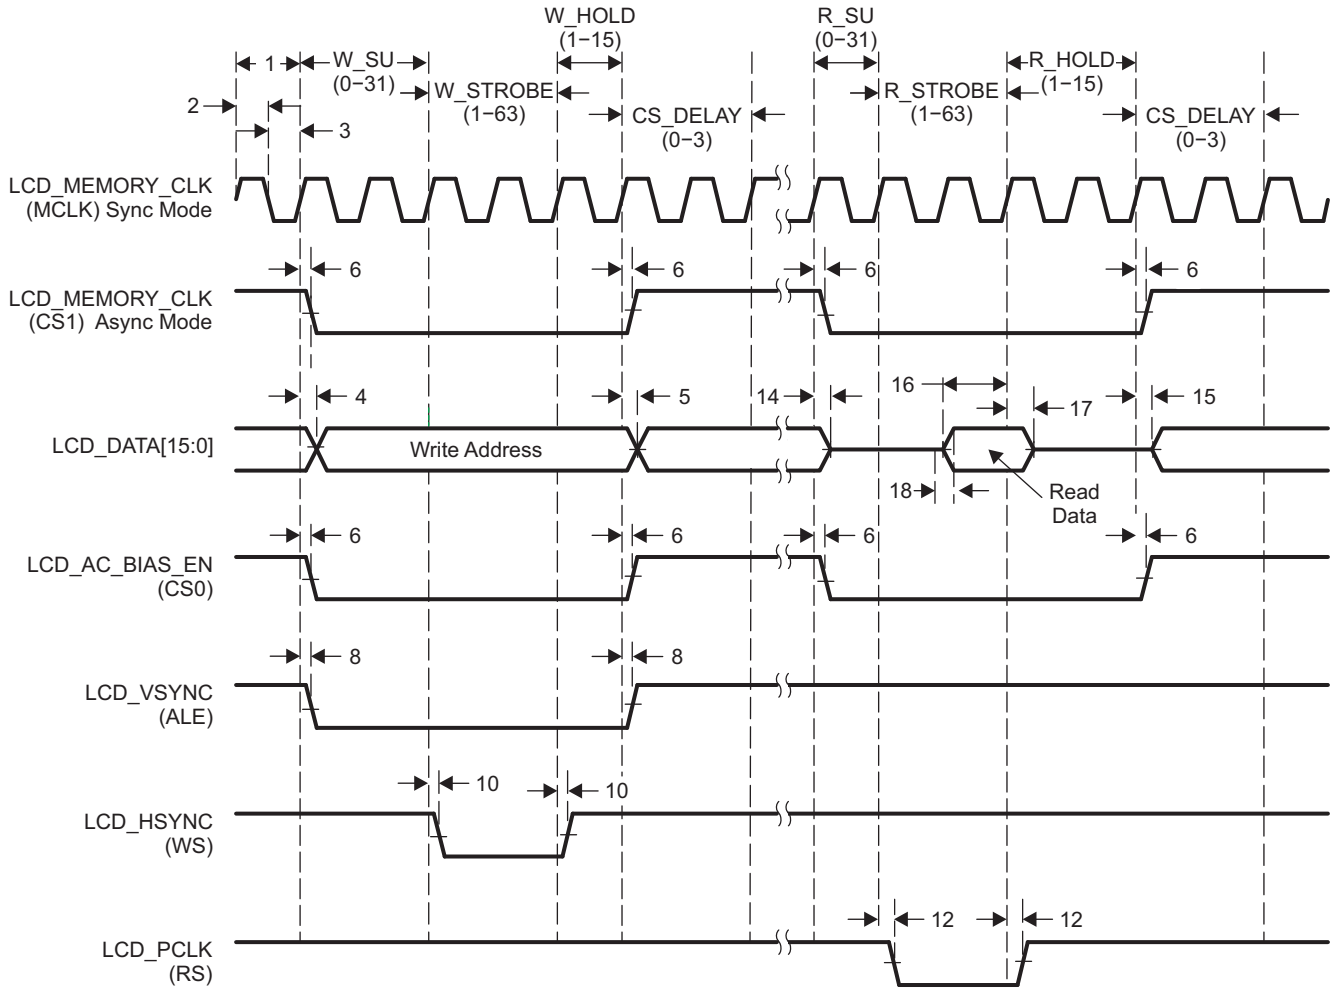 W_HOLD
(1−15)
R_SU
(0−31)
1
W_SU
(0−31)
R_HOLD
(1−15)
2
W_STROBE
(1−63)
R_STROBE
(1−63)
3
CS_DELAY
(0−3)
CS_DELAY
(0−3)
LCD_MEMORY_CLK
(MCLK) Sync Mode
6
6
6
6
LCD_MEMORY_CLK
(CS1) Async Mode
4
5
14
16
17
15
LCD_DATA[15:0]
Write Address
18
Read
Data
6
6
6
6
LCD_AC_BIAS_EN
(CS0)
8
8
LCD_VSYNC
(ALE)
10
10
LCD_HSYNC
(WS)
12
12
LCD_PCLK
(RS)